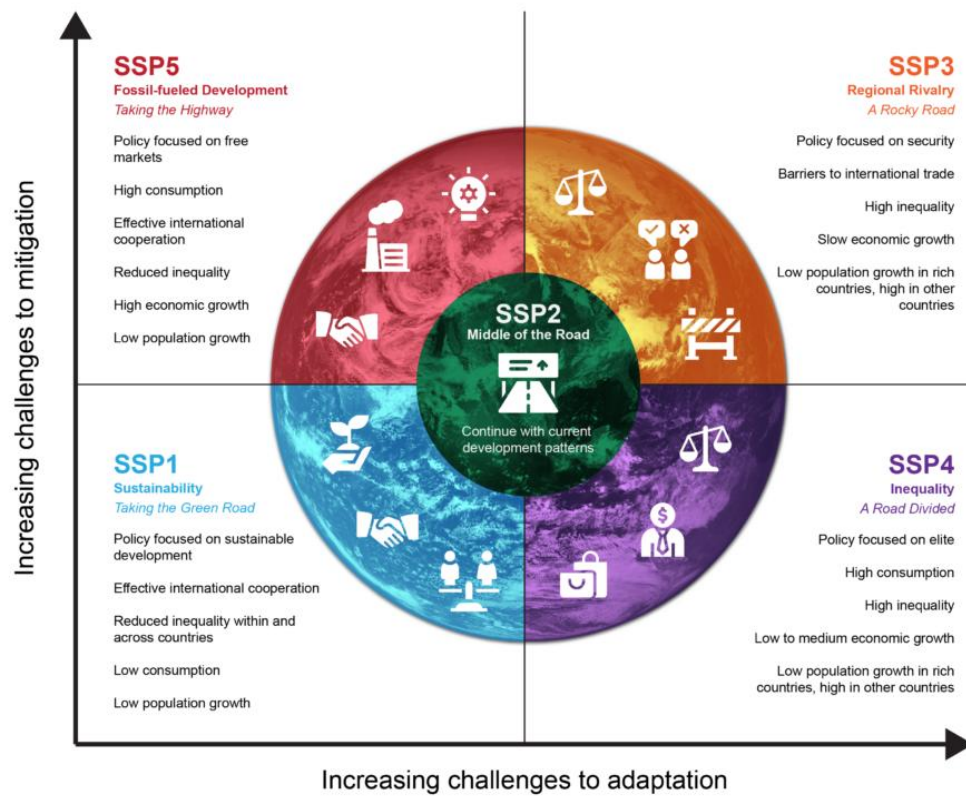 Increasing challenges to mitigation
SSP5
Fossil-fueled Development
Taking the Highway
Policy focused on free
markets
High consumption
Effective international
cooperation
Reduced inequality
High economic growth
Low population growth
SSP3
Regional Rivalry
A Rocky Road
Policy focused on security
Barriers to international trade
High inequality
Slow economic growth
Low population growth in rich
countries, high in other
countries
SSP2
Middle of the Road
Continue with current
development patterns
SSP1
Sustainability
Taking the Green Road
Policy focused on sustainable
development
Effective international cooperation
Reduced inequality within and
across countries
Low consumption
Low population growth
SSP4
Inequality
A Road Divided
Policy focused on elite
High consumption
High inequality
Low to medium economic growth
Low population growth in rich
countries, high in other countries
Increasing challenges to adaptation